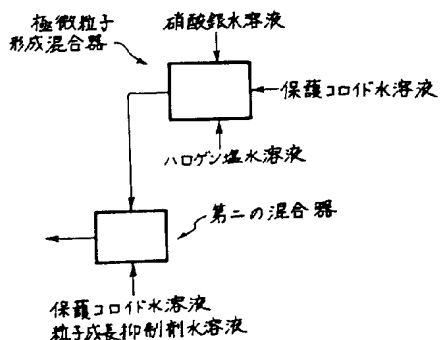 極微粒子
形成混合器
硝酸銀水溶液
保護コロイド水溶液
ハロゲン塩水溶液
第二の混合器
保護コロイド水溶液
粒子成長抑制剤水溶液